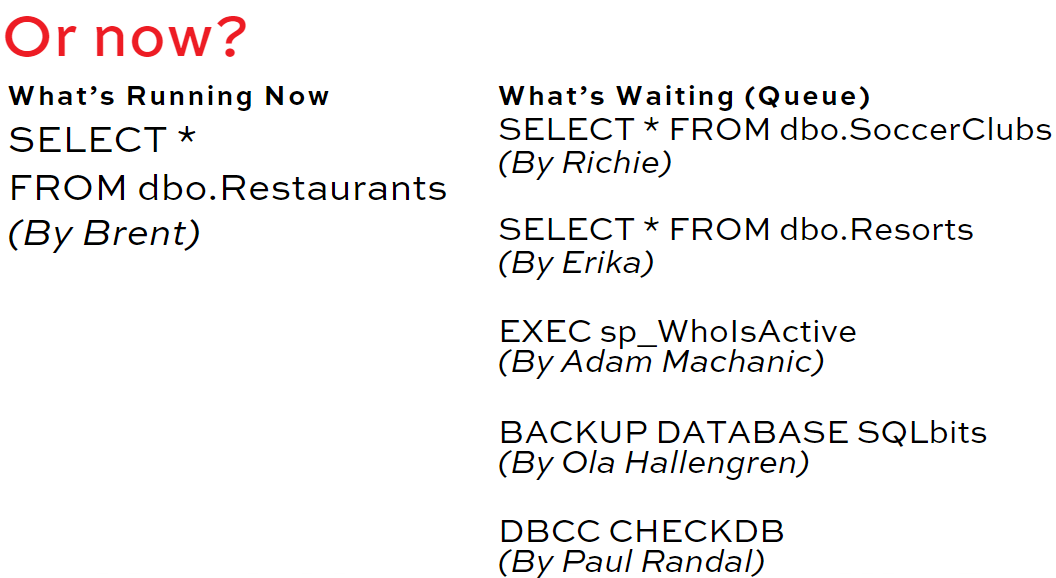 Or now?
What's Running Now
SELECT *
FROM dbo.Restaurants
(By Brent)
What's Waiting (Queue)
SELECT * FROM dbo.SoccerClubs
(By Richie)
SELECT * FROM dbo.Resorts
(By Erika)
EXEC sp_WhoIsActive
(By Adam Machanic)
BACKUP DATABASE SQLbits
(By Ola Hallengren)
DBCC CHECKDB
(By Paul Randal)